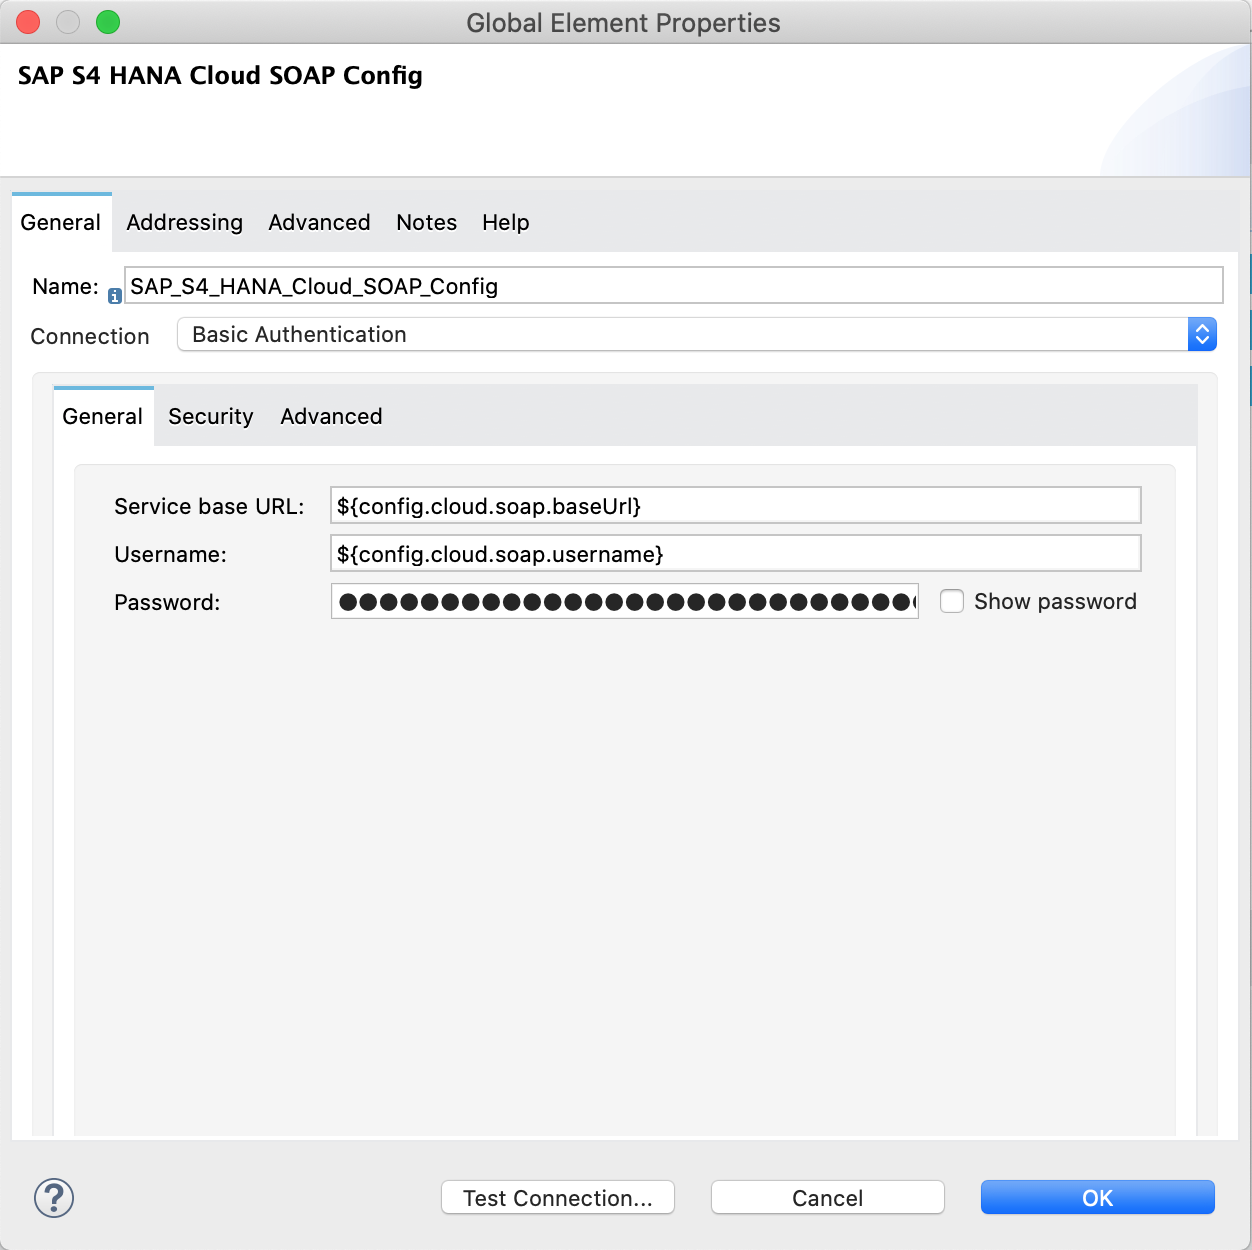 Global Element Properties
SAP S4 HANA Cloud SOAP Config
General Addressing Advanced Notes Help
Name: SAP_S4_HANA_Cloud_SOAP_Config
Connection Basic Authentication
General Security Advanced
Service base URL: ${config.cloud.soap.baseUrl}
Username: ${config.cloud.soap.username}
Password: Show password
? Test Connection... Cancel OK